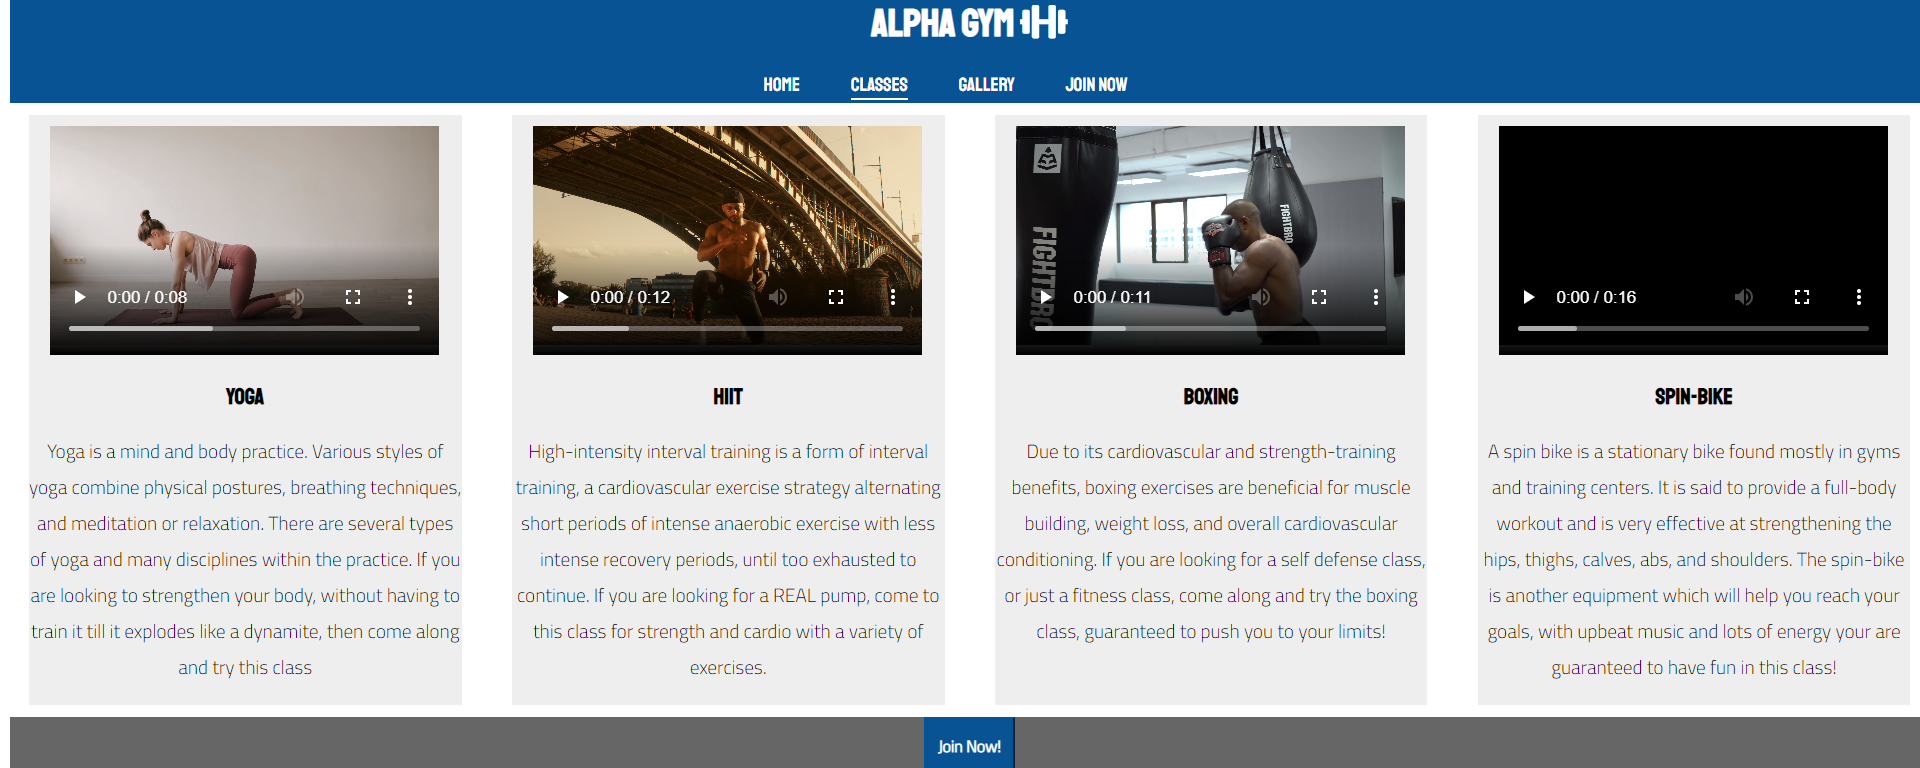 ALPHA GYM
HOME CLASSES GALLERY JOIN NOW
FIGHTBRO
FIGHTBRO
0:00 / 0:08
0:00 / 0:12
0:00 / 0:11
0:00 / 0:16
YOGA
Yoga is a mind and body practice. Various styles of
yoga combine physical postures, breathing techniques,
and meditation or relaxation. There are several types
of yoga and many disciplines within the practice. If you
are looking to strengthen your body, without having to
train it till it explodes like a dynamite, then come along
and try this class
HIIT
High-intensity interval training is a form of interval
training, a cardiovascular exercise strategy alternating
short periods of intense anaerobic exercise with less
intense recovery periods, until too exhausted to
continue. If you are looking for a REAL pump, come to
this class for strength and cardio with a variety of
exercises.
BOXING
Due to its cardiovascular and strength-training
benefits, boxing exercises are beneficial for muscle
building, weight loss, and overall cardiovascular
conditioning. If you are looking for a self defense class,
or just a fitness class, come along and try the boxing
class, guaranteed to push you to your limits!
SPIN-BIKE
A spin bike is a stationary bike found mostly in gyms
and training centers. It is said to provide a full-body
workout and is very effective at strengthening the
hips, thighs, calves, abs, and shoulders. The spin-bike
is another equipment which will help you reach your
goals, with upbeat music and lots of energy your are
guaranteed to have fun in this class!
Join Now!